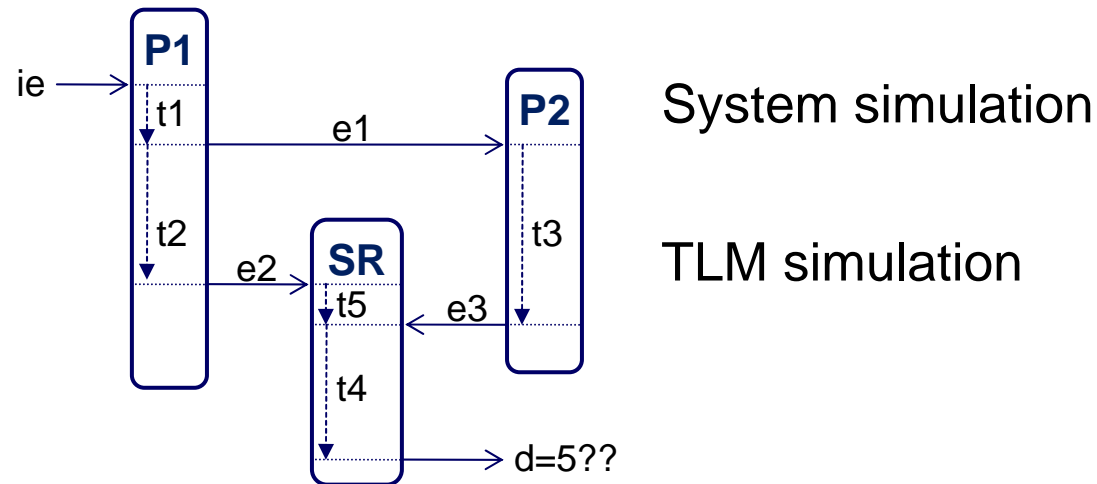 P1
ie
t1
P2
System simulation
e1
t2
t3
SR
TLM simulation
e2
t5
e3
t4
d=5??